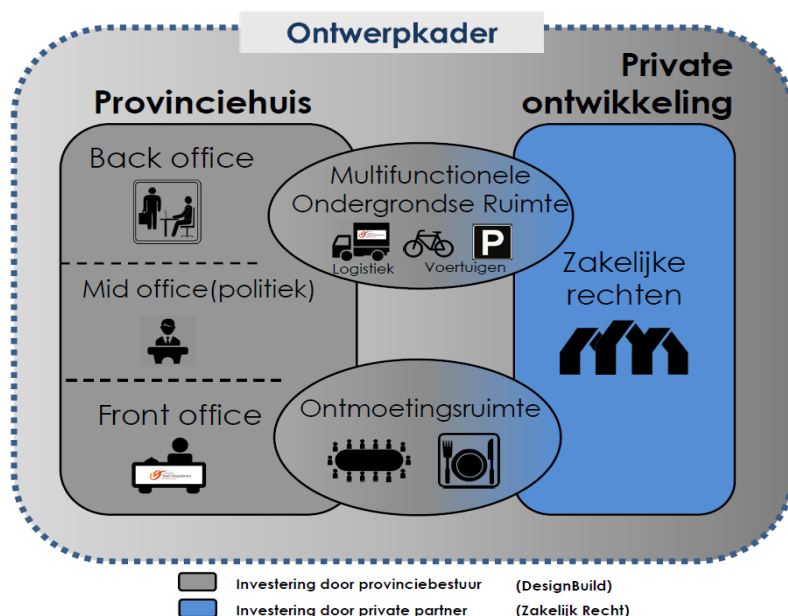 Ontwerpkader
Provinciehuis
Private
ontwikkeling
Back office
Mid office(politiek)
Front office
Multifunctionele
Ondergrondse Ruimte
P
Logistiek
Voertuigen
Ontmoetingsruimte
Zakelijke
rechten
Investering door provinciebestuur (DesignBuild)
Investering door private partner (Zakelijk Recht)